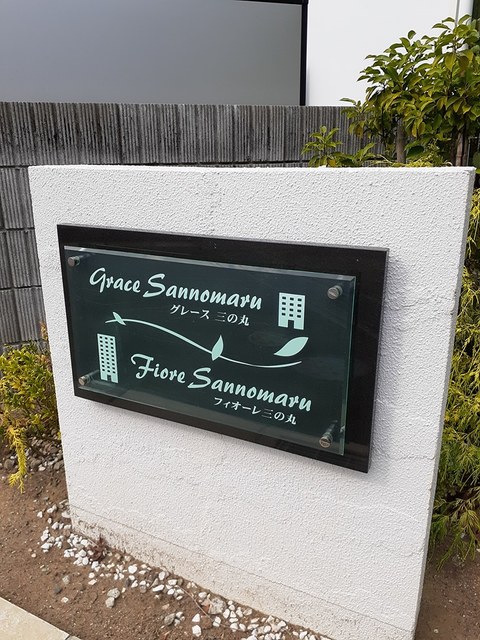 Grace Sannomaru
グレース 三の丸
Fiore Sannomaru
フィオーレ三の丸